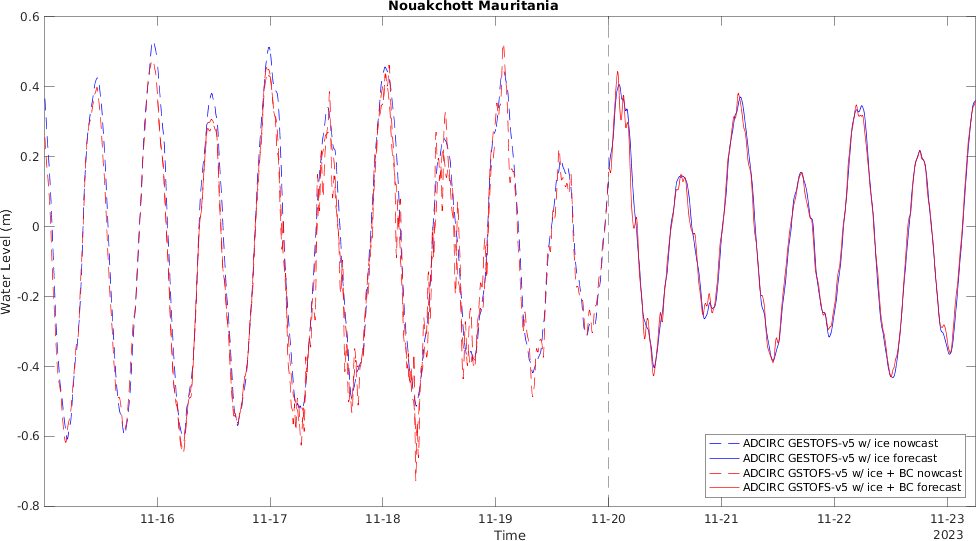 Nouakchott Mauritania
0.6
0.4
0.2
0
-0.2
-0.4
-0.6
-0.8
Water Level (m)
11-16 11-17 11-18 11-19 11-20 11-21 11-22 11-23
Time
2023
ADCIRC GESTOFS-v5 w/ ice nowcast
ADCIRC GESTOFS-v5 w/ ice forecast
ADCIRC GSTOFS-v5 w/ ice + BC nowcast
ADCIRC GSTOFS-v5 w/ ice + BC forecast